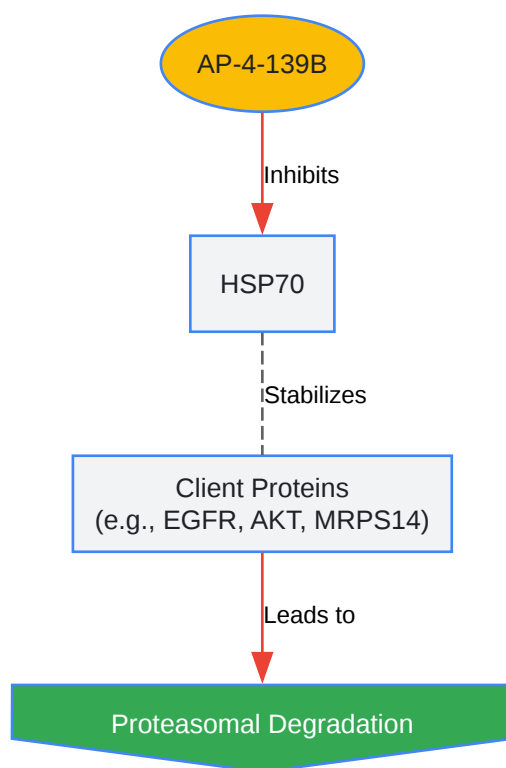 AP-4-139B
Inhibits
HSP70
Stabilizes
Client Proteins
(e.g., EGFR, AKT, MRPS14)
Leads to
Proteasomal Degradation